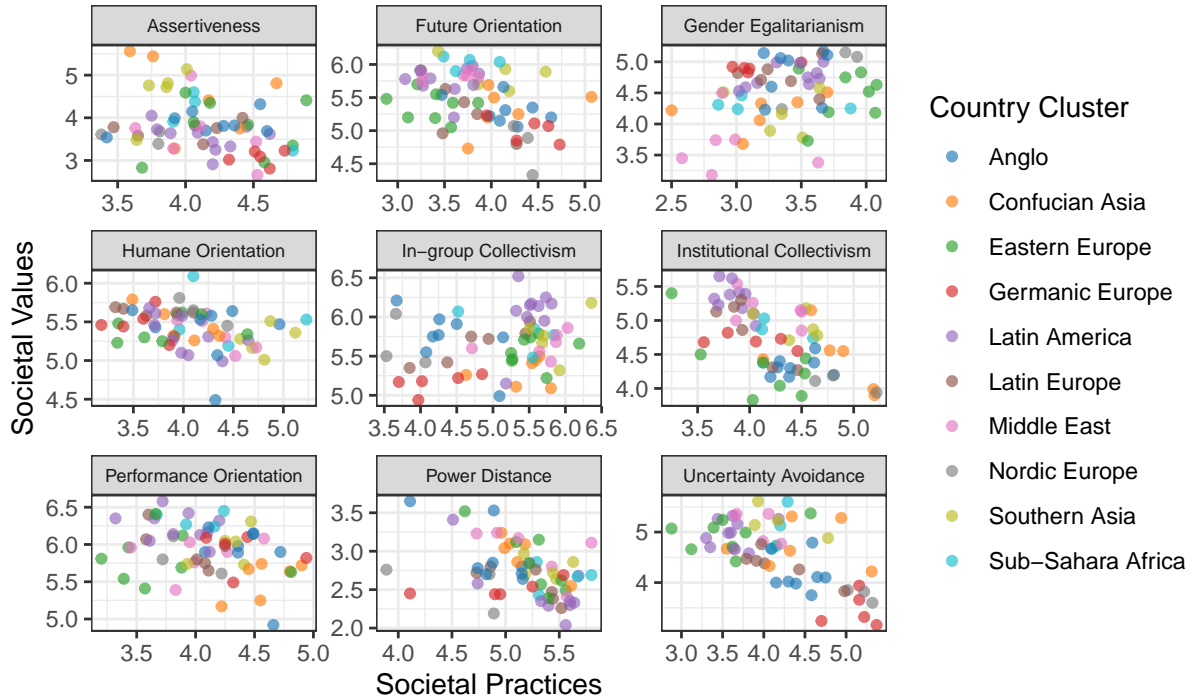 Assertiveness
Future Orientation
Gender Egalitarianism
5
4
3
3.5 4.0 4.5
6.0
5.5
5.0
4.5
3.0 3.5 4.0 4.5 5.0
5.0
4.5
4.0
3.5
2.5 3.0 3.5 4.0
Humane Orientation
In−group Collectivism
Institutional Collectivism
6.0
5.5
5.0
4.5
3.5 4.0 4.5 5.0
6.5
6.0
5.5
5.0
3.5 4.0 4.5 5.0 5.5 6.0 6.5
5.5
5.0
4.5
4.0
3.5 4.0 4.5 5.0
Performance Orientation
Power Distance
Uncertainty Avoidance
6.5
6.0
5.5
5.0
3.5 4.0 4.5 5.0
3.5
3.0
2.5
2.0
4.0 4.5 5.0 5.5
5
4
3.0 3.5 4.0 4.5 5.0
Societal Values
Societal Practices
Country Cluster
Anglo
Confucian Asia
Eastern Europe
Germanic Europe
Latin America
Latin Europe
Middle East
Nordic Europe
Southern Asia
Sub−Sahara Africa